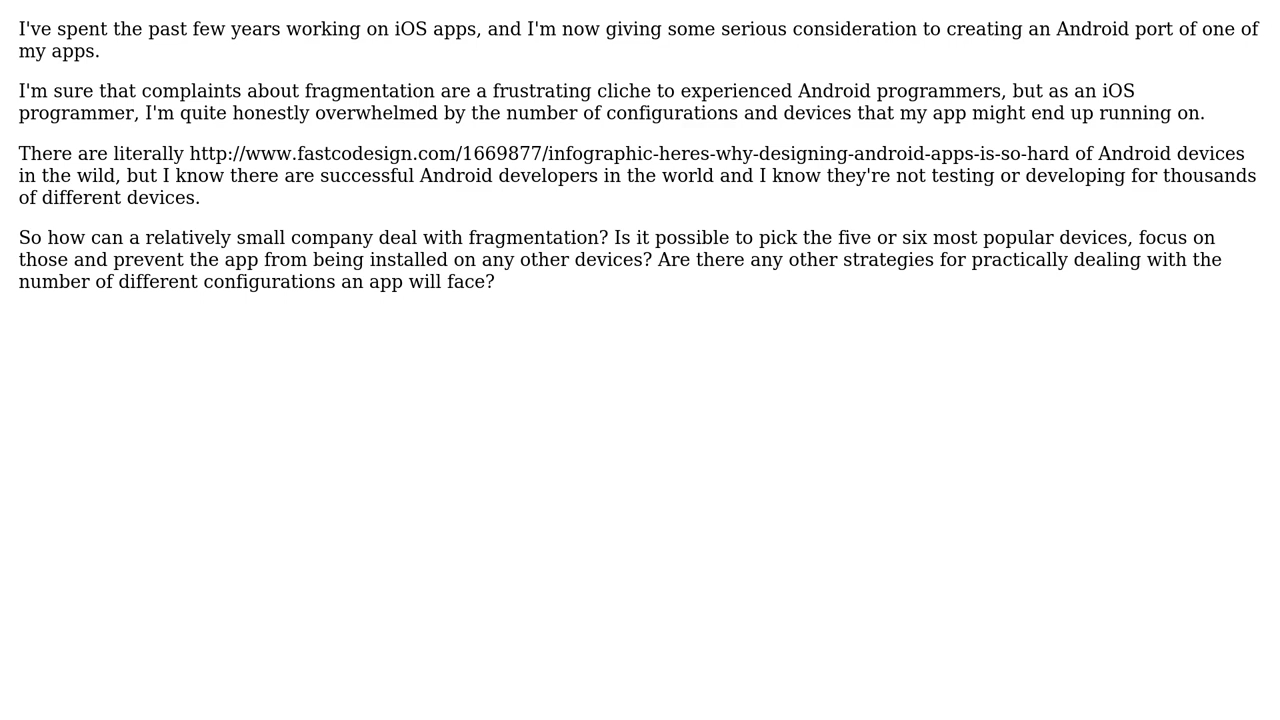 I've spent the past few years working on iOS apps, and I'm now giving some serious consideration to creating an Android port of one of
my apps.
I'm sure that complaints about fragmentation are a frustrating cliche to experienced Android programmers, but as an iOS
programmer, I'm quite honestly overwhelmed by the number of configurations and devices that my app might end up running on.
There are literally http://www.fastcodesign.com/1669877/infographic-heres-why-designing-android-apps-is-so-hard of Android devices
in the wild, but I know there are successful Android developers in the world and I know they're not testing or developing for thousands
of different devices.
So how can a relatively small company deal with fragmentation? Is it possible to pick the five or six most popular devices, focus on
those and prevent the app from being installed on any other devices? Are there any other strategies for practically dealing with the
number of different configurations an app will face?